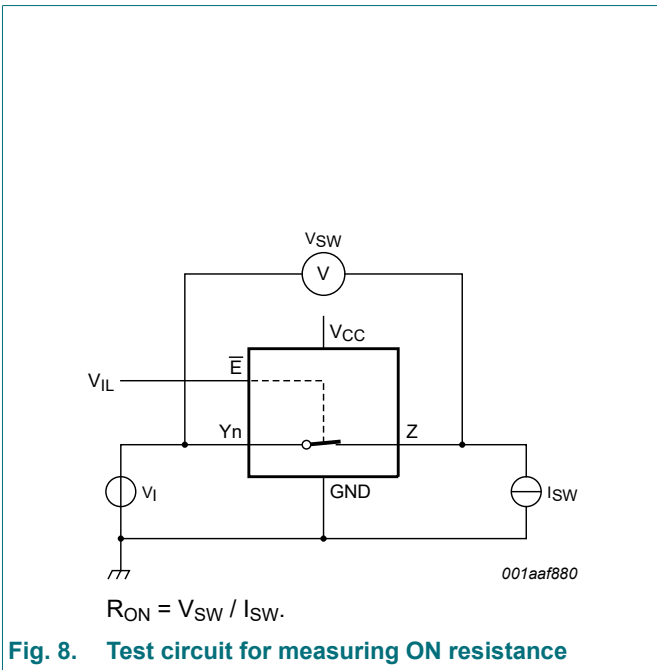 VSW
V
VCC
E̅
VIL
Yn
Z
VI
GND
ISW
001aaf880
RON = VSW / ISW.
Fig. 8. Test circuit for measuring ON resistance